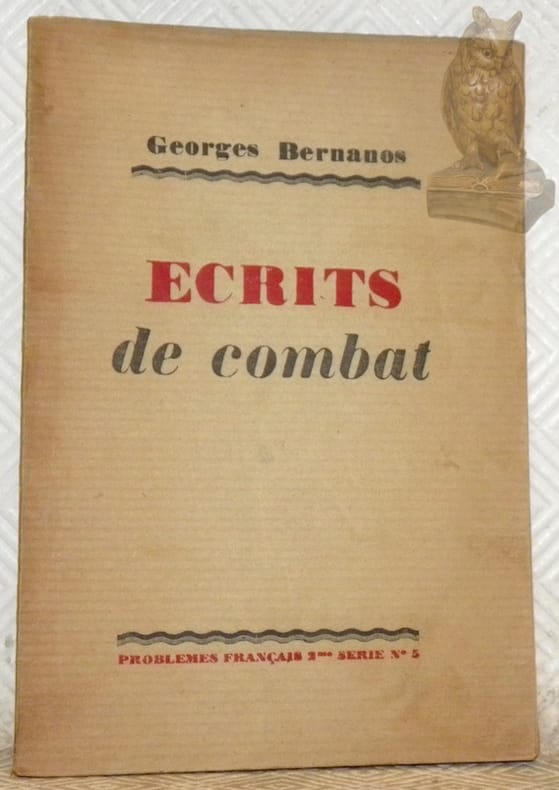 Georges Bernanos
ECRITS
de combat
PROBLEMES FRANÇAIS 2me SERIE No 5